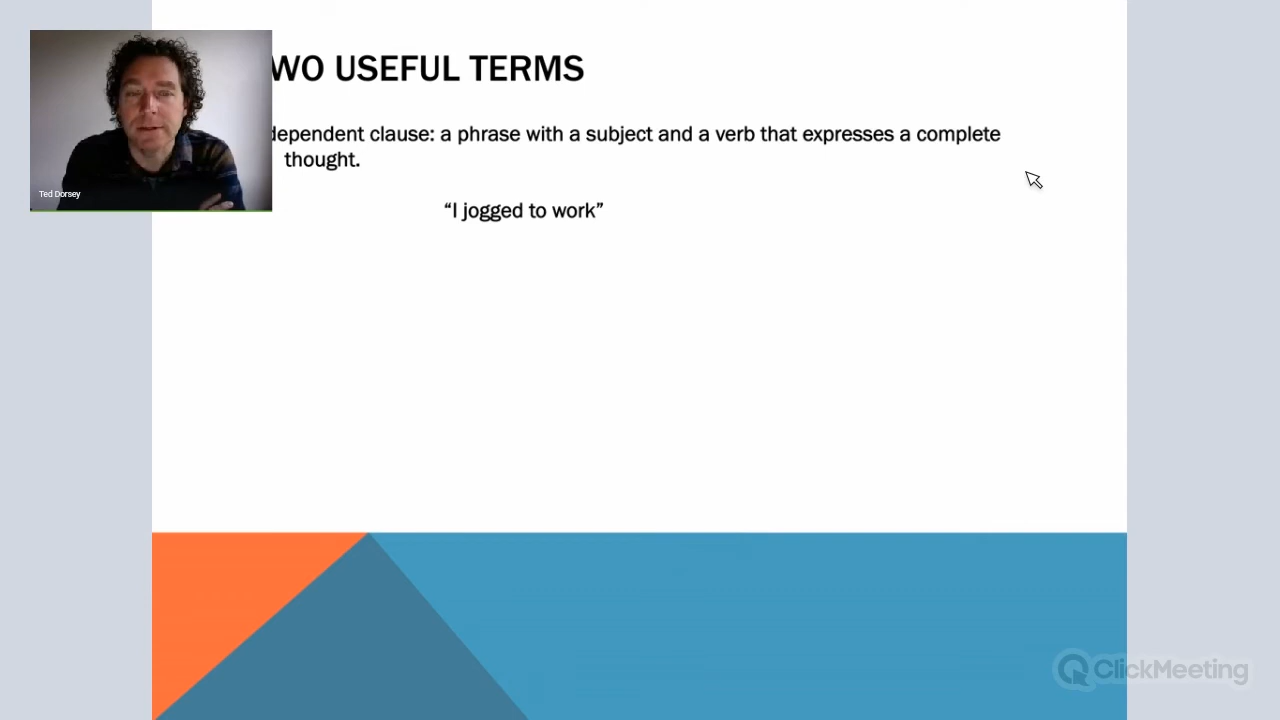 WO USEFUL TERMS
dependent clause: a phrase with a subject and a verb that expresses a complete
thought.
“I jogged to work”
Ted Dorsey
ClickMeeting